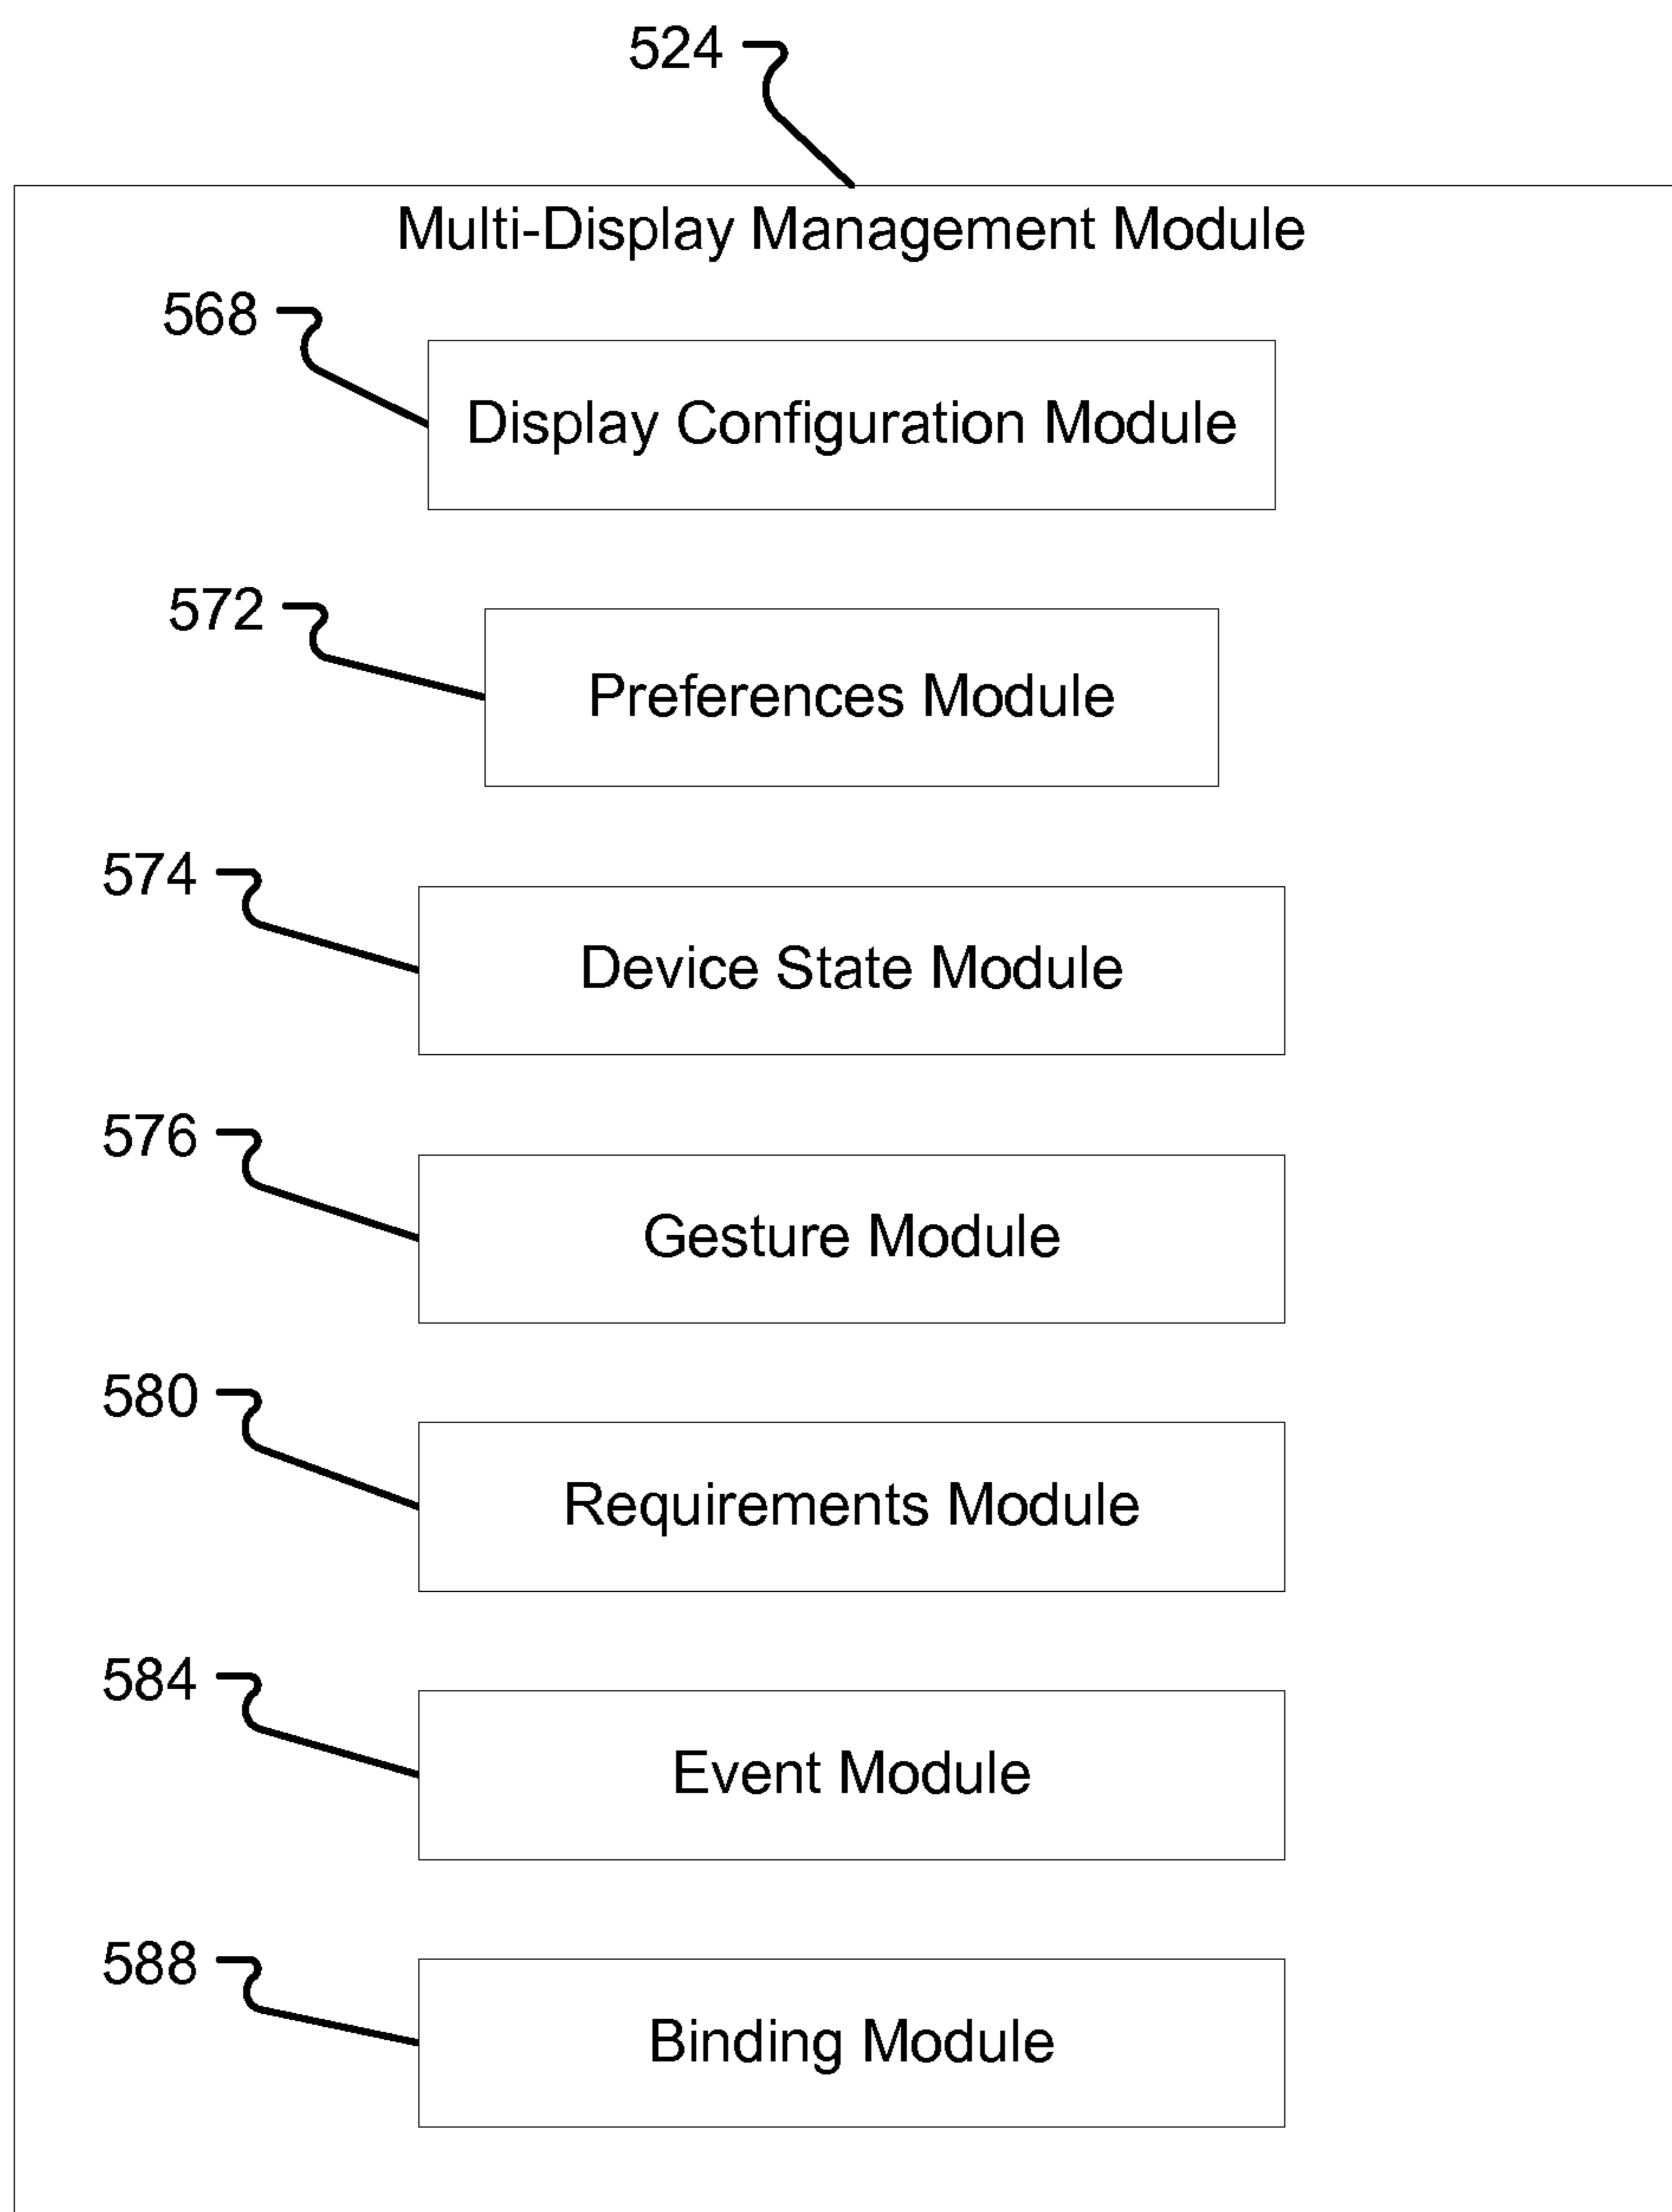 524
Multi-Display Management Module
568
Display Configuration Module
572
Preferences Module
574
Device State Module
576
Gesture Module
580
Requirements Module
584
Event Module
588
Binding Module